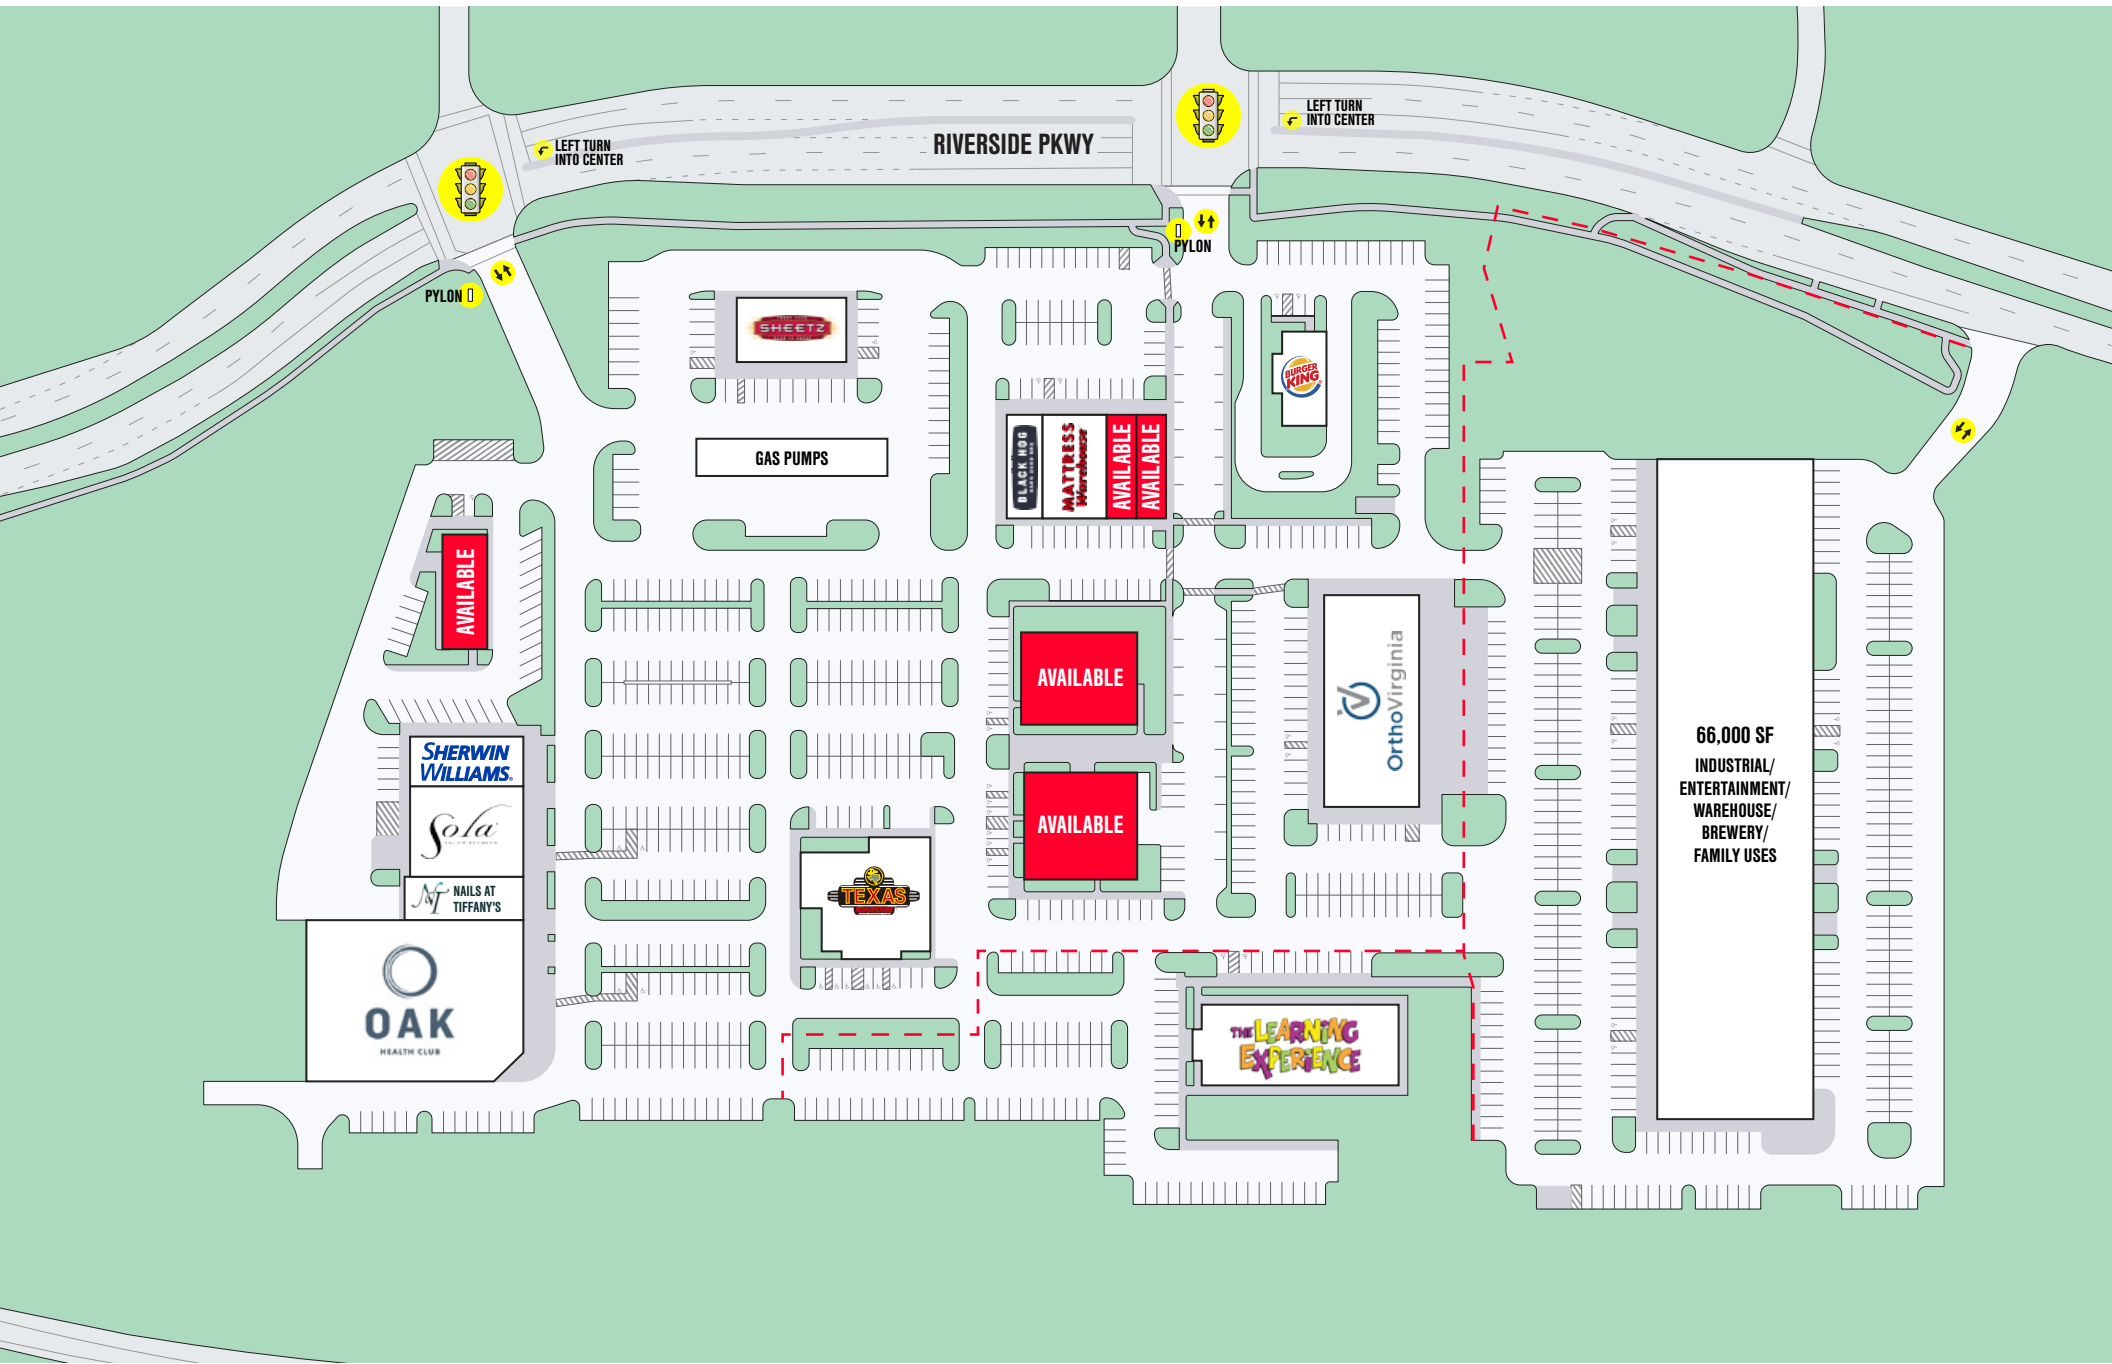 LEFT TURN
INTO CENTER
LEFT TURN
INTO CENTER
RIVERSIDE PKWY
PYLON
PYLON
SHEETZ
BURGER
KING
GAS PUMPS
BLACK HOG
MATTRESS
Warehouse
AVAILABLE
AVAILABLE
AVAILABLE
AVAILABLE
OrthoVirginia
SHERWIN
WILLIAMS.
Sola
NT
NAILS AT
TIFFANY'S
AVAILABLE
TEXAS
66,000 SF
INDUSTRIAL/
ENTERTAINMENT/
WAREHOUSE/
BREWERY/
FAMILY USES
OAK
HEALTH CLUB
THE LEARNING
EXPERIENCE